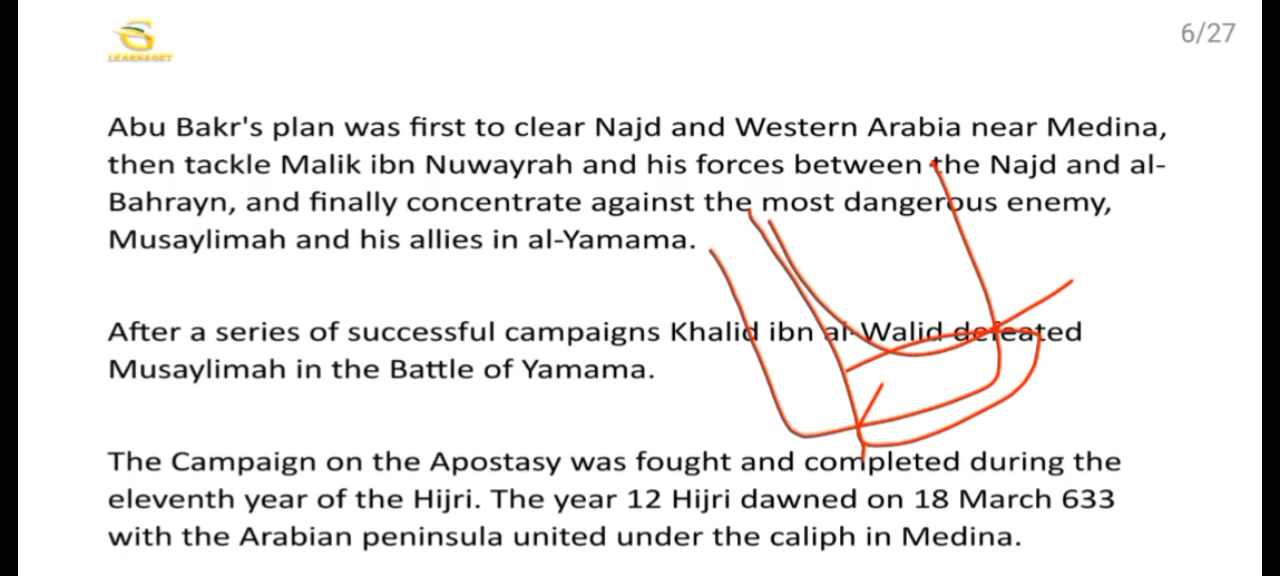 LEARN&GET
6/27
Abu Bakr's plan was first to clear Najd and Western Arabia near Medina,
then tackle Malik ibn Nuwayrah and his forces between the Najd and al-
Bahrayn, and finally concentrate against the most dangerous enemy,
Musaylimah and his allies in al-Yamama.
After a series of successful campaigns Khalid ibn al-Walid defeated
Musaylimah in the Battle of Yamama.
The Campaign on the Apostasy was fought and completed during the
eleventh year of the Hijri. The year 12 Hijri dawned on 18 March 633
with the Arabian peninsula united under the caliph in Medina.